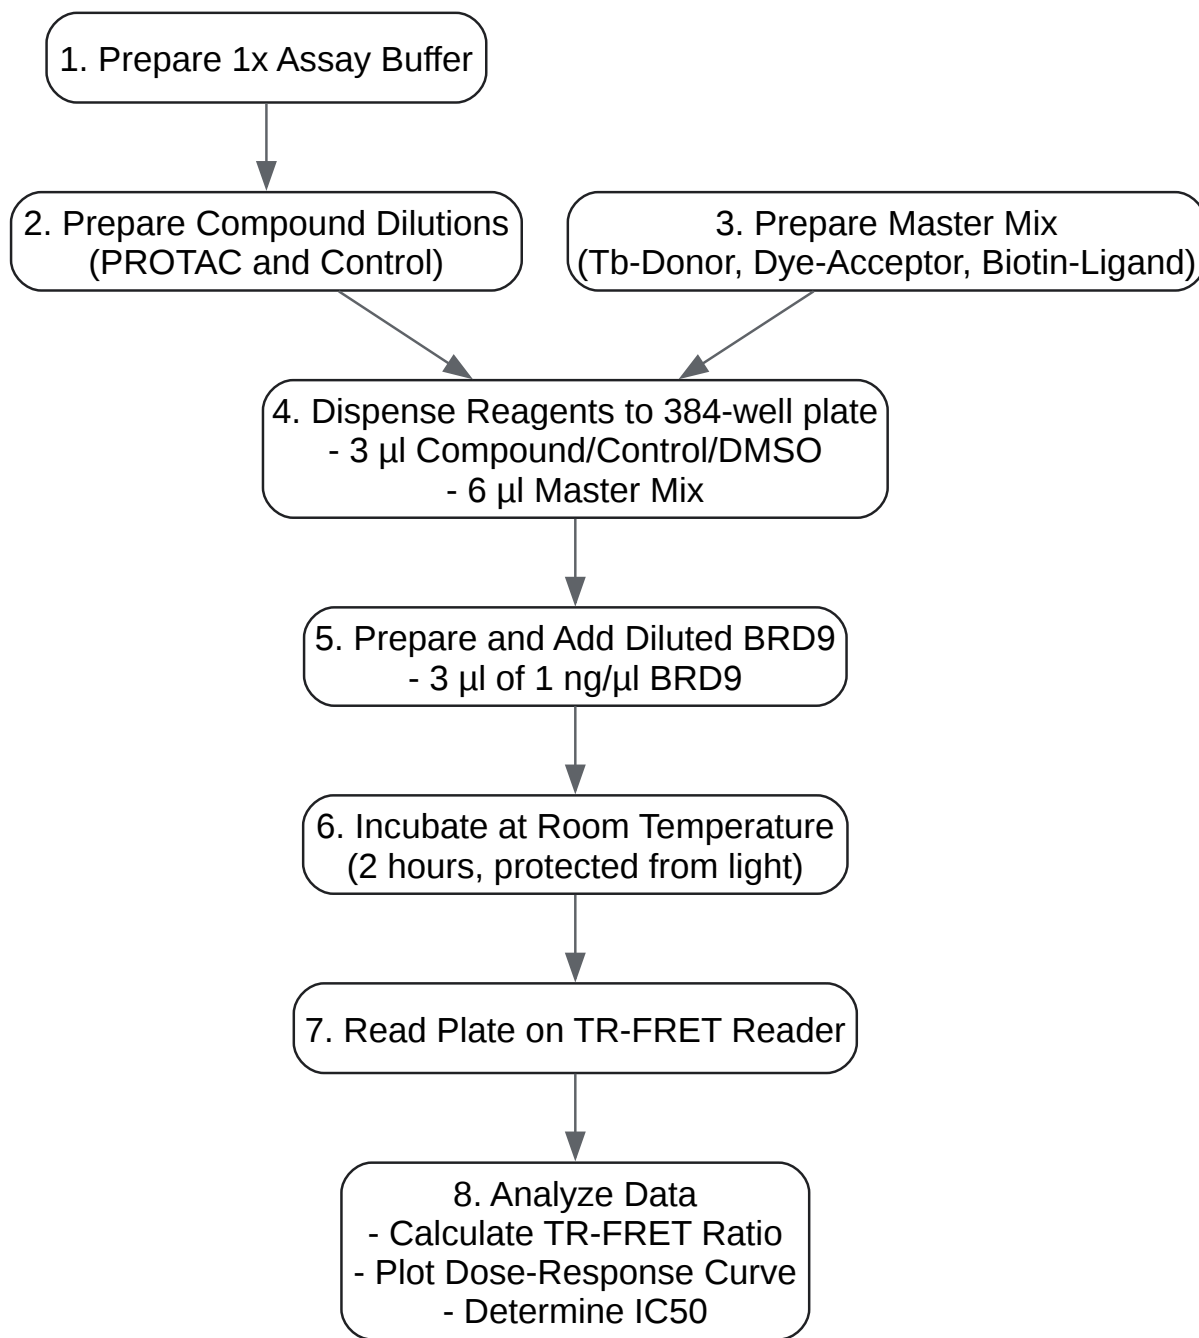 1. Prepare 1x Assay Buffer
2. Prepare Compound Dilutions
(PROTAC and Control)
3. Prepare Master Mix
(Tb-Donor, Dye-Acceptor, Biotin-Ligand)
4. Dispense Reagents to 384-well plate
- 3 µl Compound/Control/DMSO
- 6 µl Master Mix
5. Prepare and Add Diluted BRD9
- 3 µl of 1 ng/µl BRD9
6. Incubate at Room Temperature
(2 hours, protected from light)
7. Read Plate on TR-FRET Reader
8. Analyze Data
- Calculate TR-FRET Ratio
- Plot Dose-Response Curve
- Determine IC50